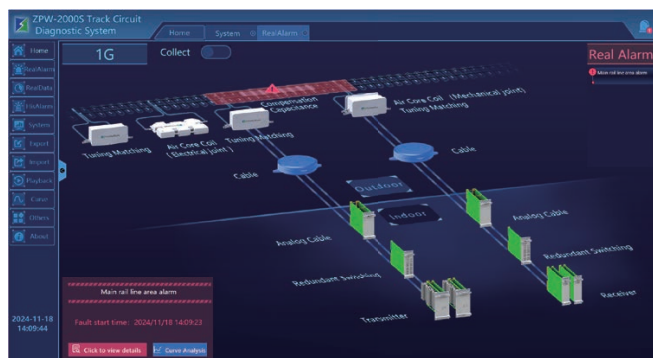 ZPW-2000S Track Circuit
Diagnostic System
Home
System
RealAlarm
Home
RealAlarm
RealData
HisAlarm
System
Export
Import
Playback
Curve
Others
About
2024-11-18
14:09:44
1G
Collect
Real Alarm
Main rail line area alarm
Compensation
Capacitance
Air Core Coil (Mechanical joint)
Tuning Matching
Tuning Matching
Air Core Coil
(Electrical joint)
Tuning Matching
Cable
Cable
Outdoor
Indoor
Analog Cable
Analog Cable
Redundant Switching
Redundant Switching
Transmitter
Receiver
Main rail line area alarm
Fault start time: 2024/11/18 14:09:23
Click to view details
Curve Analysis